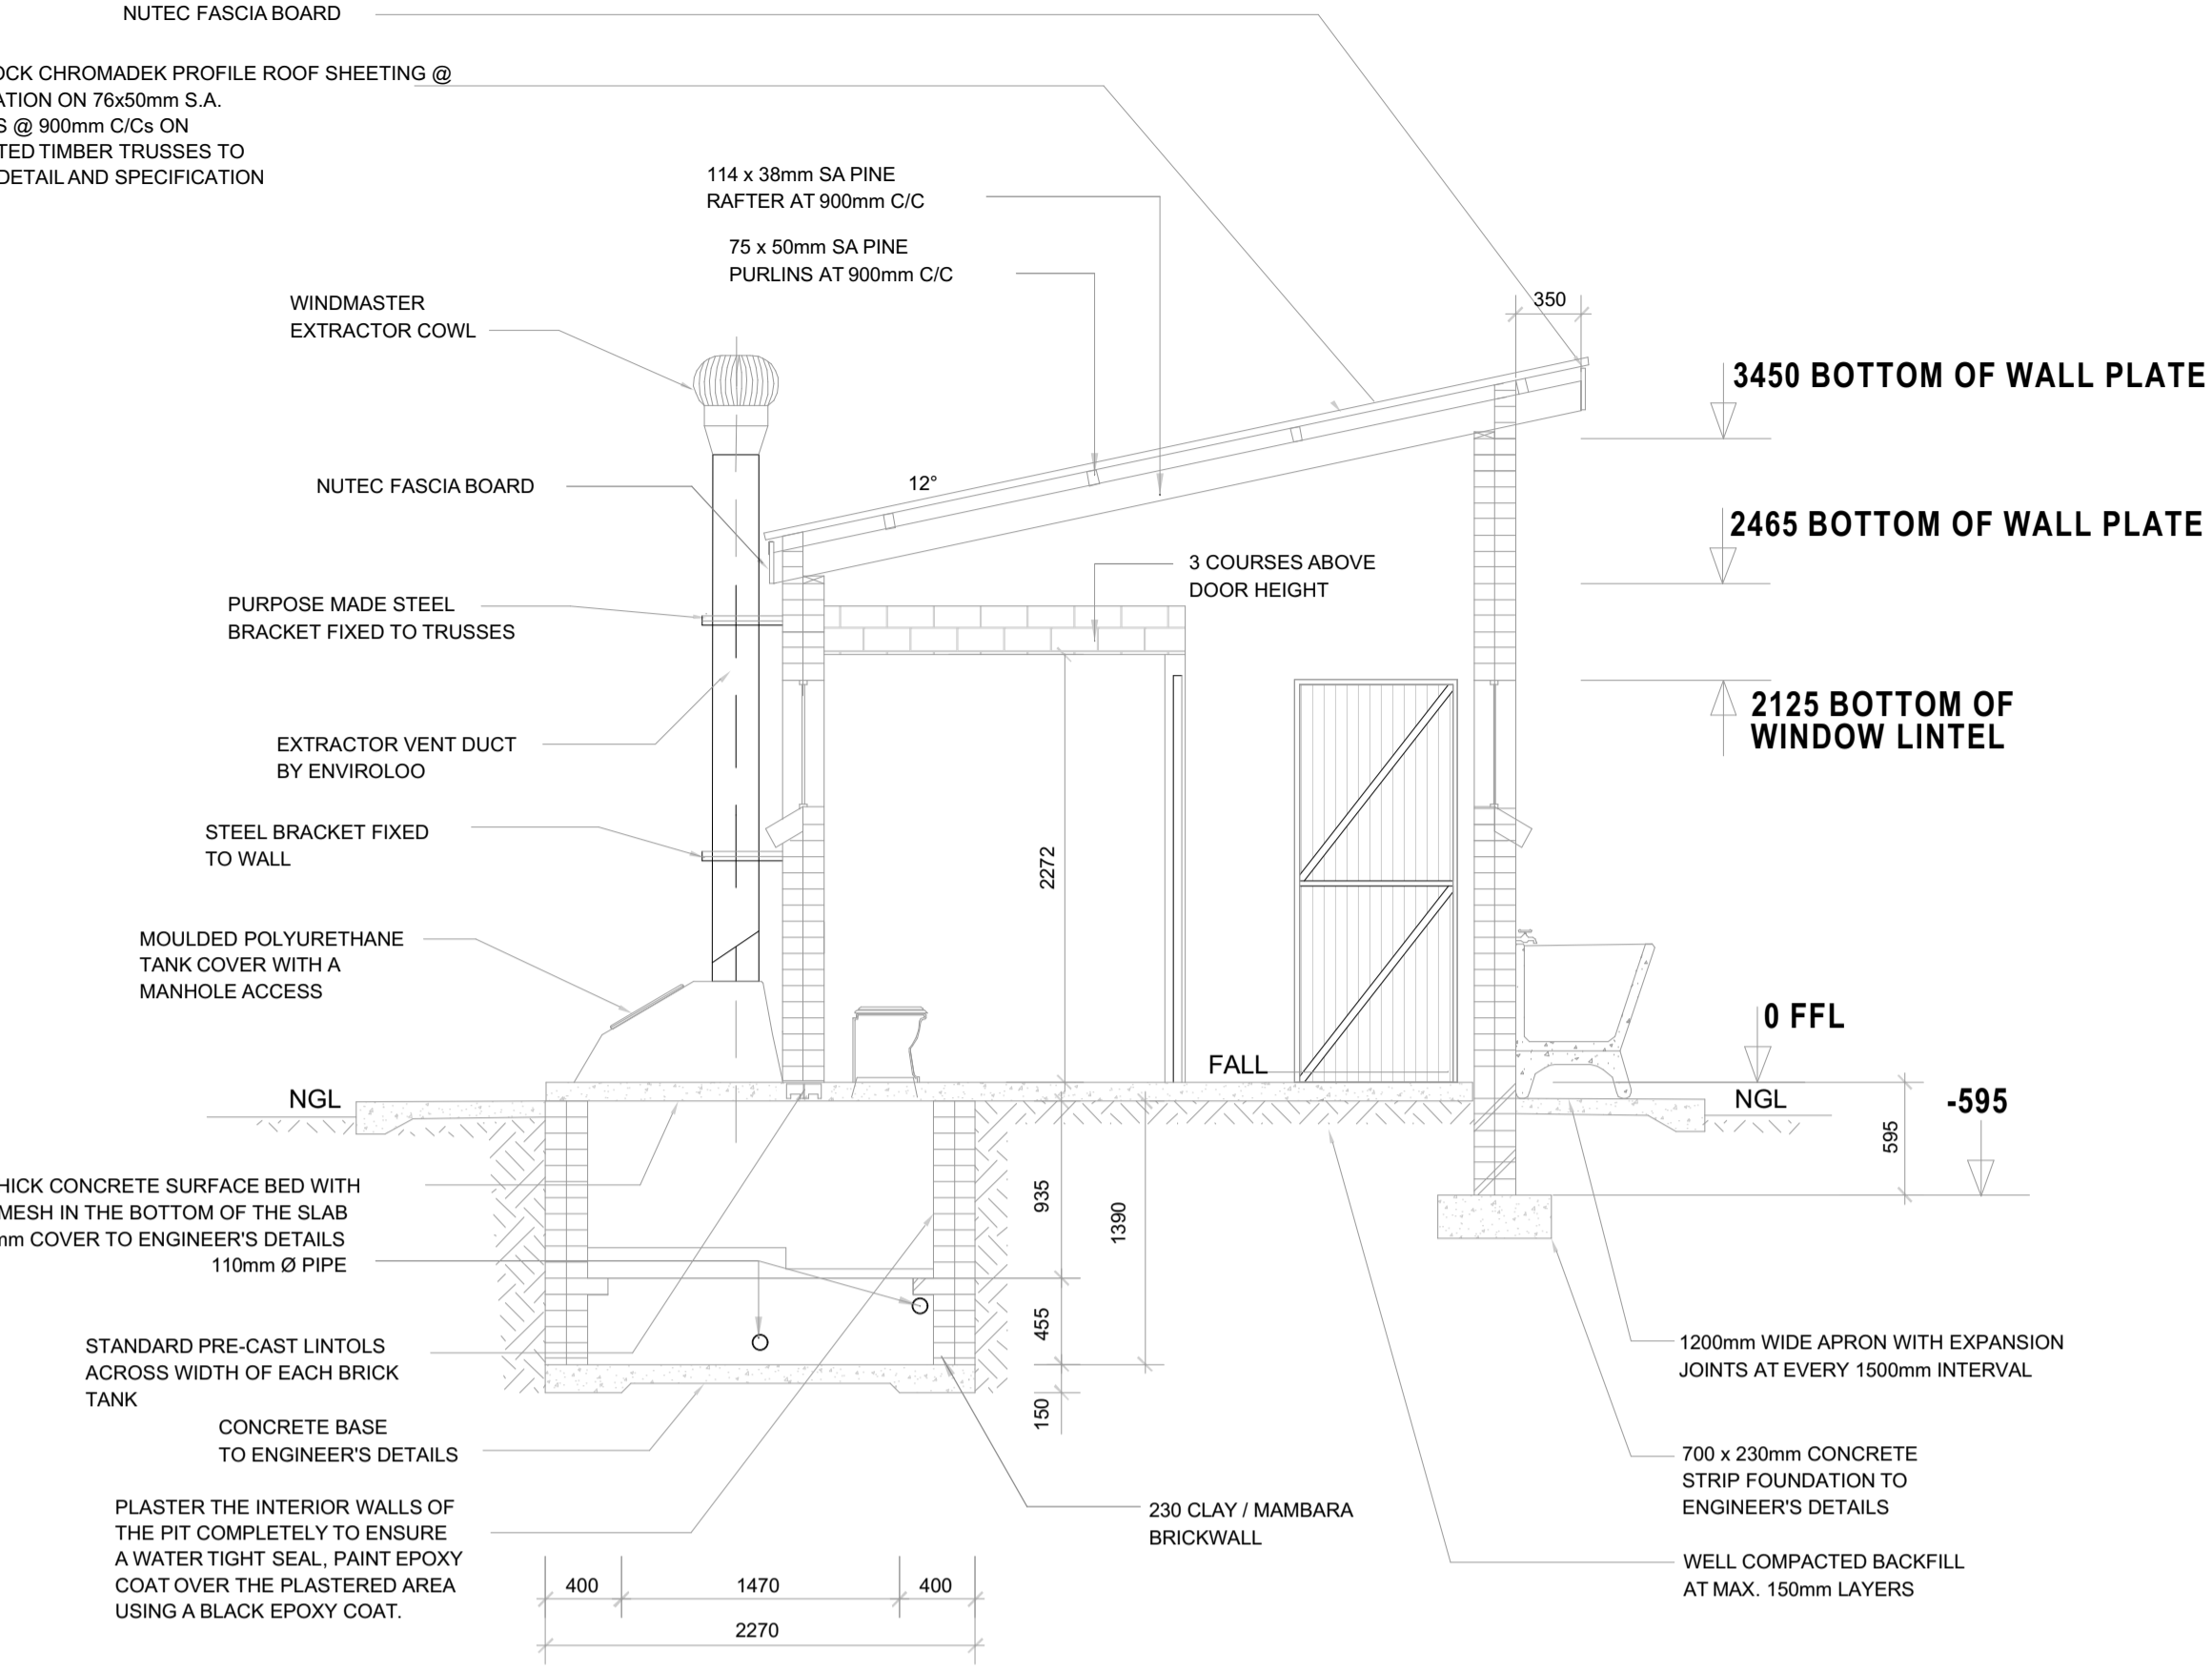 NUTEC FASCIA BOARD
OCK CHROMADEK PROFILE ROOF SHEETING @
ATION ON 76x50mm S.A.
S @ 900mm C/Cs ON
TED TIMBER TRUSSES TO
DETAIL AND SPECIFICATION
114 x 38mm SA PINE
RAFTER AT 900mm C/C
75 x 50mm SA PINE
PURLINS AT 900mm C/C
WINDMASTER
EXTRACTOR COWL
350
3450 BOTTOM OF WALL PLATE
12°
NUTEC FASCIA BOARD
2465 BOTTOM OF WALL PLATE
3 COURSES ABOVE
DOOR HEIGHT
PURPOSE MADE STEEL
BRACKET FIXED TO TRUSSES
2125 BOTTOM OF
WINDOW LINTEL
EXTRACTOR VENT DUCT
BY ENVIROLOO
STEEL BRACKET FIXED
TO WALL
2272
MOULDED POLYURETHANE
TANK COVER WITH A
MANHOLE ACCESS
0 FFL
FALL
NGL
NGL
-595
595
HICK CONCRETE SURFACE BED WITH
MESH IN THE BOTTOM OF THE SLAB
mm COVER TO ENGINEER'S DETAILS
110mm Ø PIPE
935
1390
455
150
STANDARD PRE-CAST LINTOLS
ACROSS WIDTH OF EACH BRICK
TANK
CONCRETE BASE
TO ENGINEER'S DETAILS
PLASTER THE INTERIOR WALLS OF
THE PIT COMPLETELY TO ENSURE
A WATER TIGHT SEAL, PAINT EPOXY
COAT OVER THE PLASTERED AREA
USING A BLACK EPOXY COAT.
1200mm WIDE APRON WITH EXPANSION
JOINTS AT EVERY 1500mm INTERVAL
700 x 230mm CONCRETE
STRIP FOUNDATION TO
ENGINEER'S DETAILS
230 CLAY / MAMBARA
BRICKWALL
WELL COMPACTED BACKFILL
AT MAX. 150mm LAYERS
400
1470
400
2270